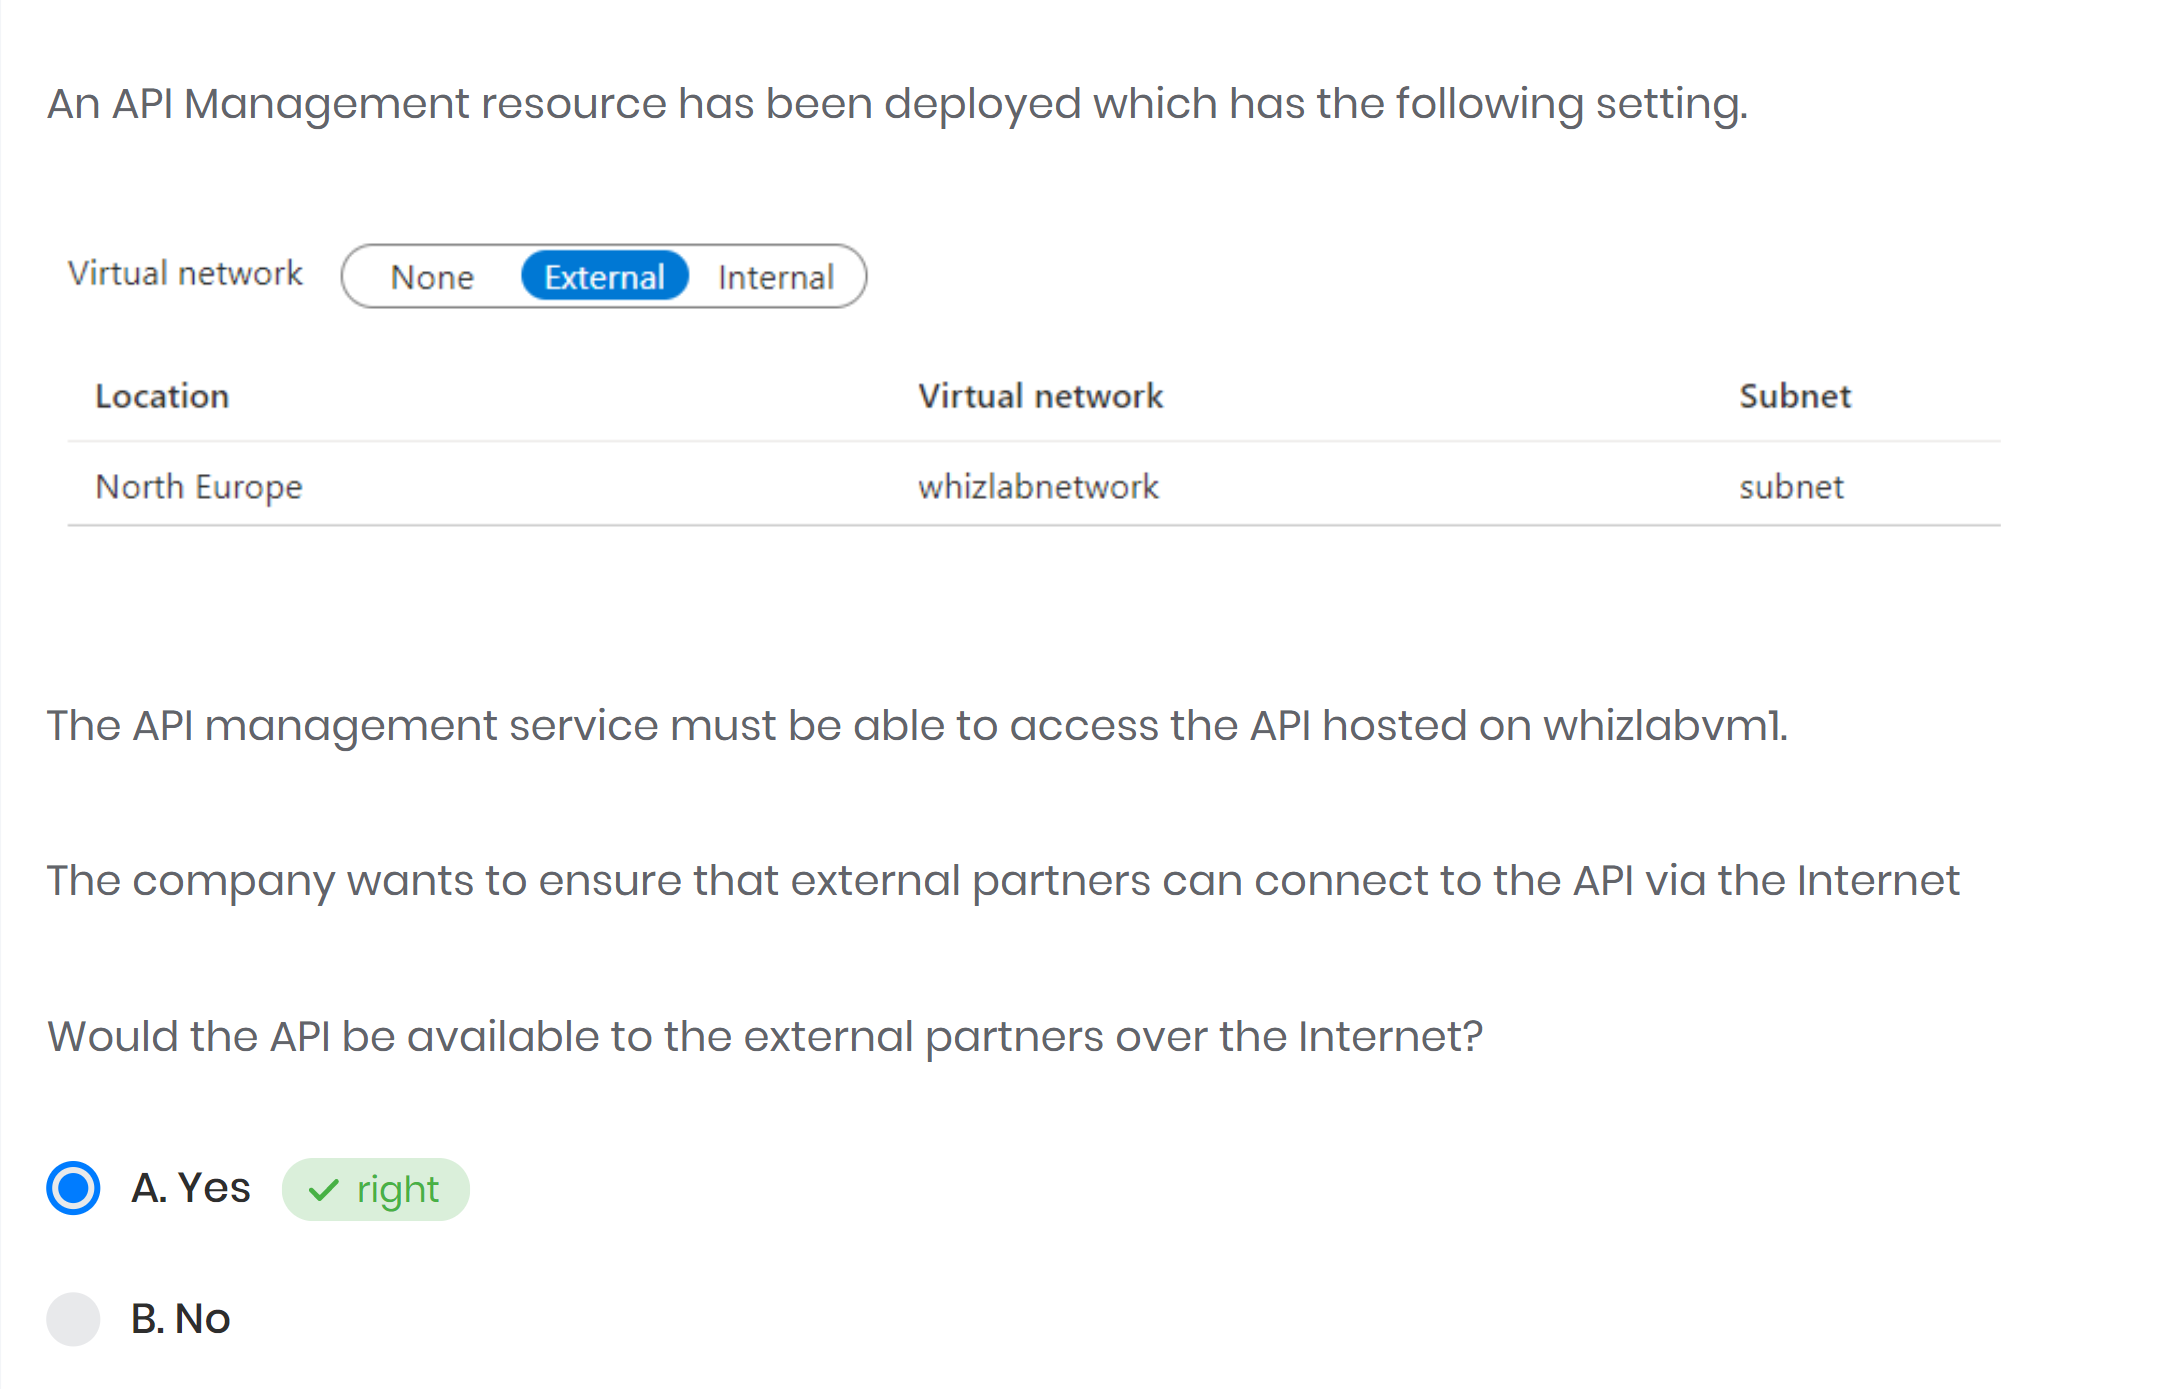 An API Management resource has been deployed which has the following setting.
Virtual network None External Internal
Location Virtual network Subnet
North Europe whizlabnetwork subnet
The API management service must be able to access the API hosted on whizlabvm1.
The company wants to ensure that external partners can connect to the API via the Internet
Would the API be available to the external partners over the Internet?
A. Yes right
B. No